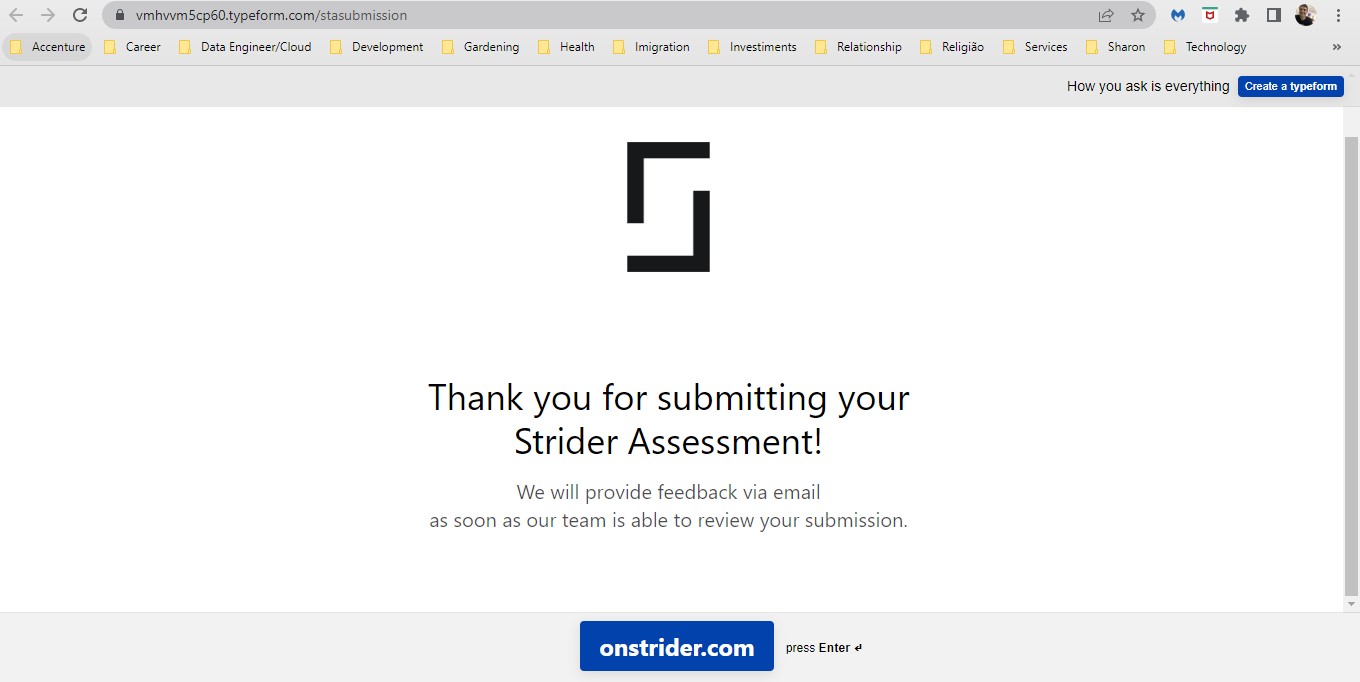 vmhvvm5cp60.typeform.com/stasubmission
Accenture Career Data Engineer/Cloud Development Gardening Health Imigration Investiments Relationship Religião Services Sharon Technology »
How you ask is everything Create a typeform
Thank you for submitting your
Strider Assessment!
We will provide feedback via email
as soon as our team is able to review your submission.
onstrider.com press Enter ↵